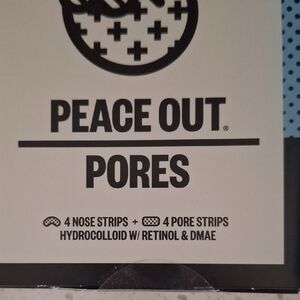 PEACE OUT®
PORES
4 NOSE STRIPS + 4 PORE STRIPS
HYDROCOLLOID W/ RETINOL & DMAE